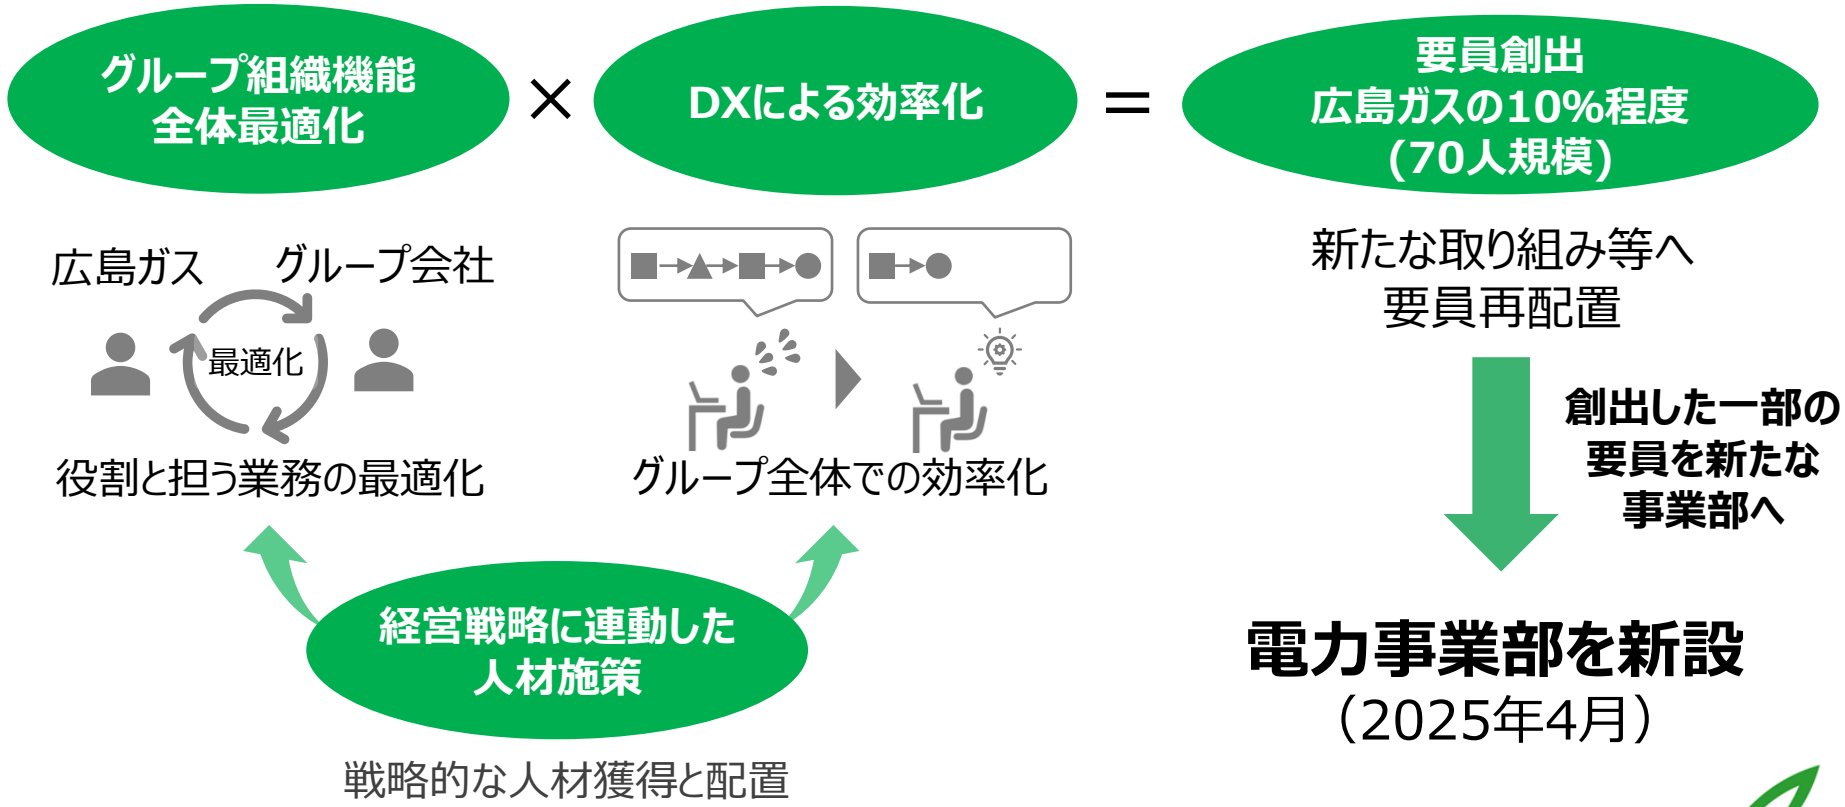 グループ組織機能
全体最適化
×
DXによる効率化
＝
要員創出
広島ガスの10%程度
(70人規模)
広島ガス
グループ会社
最適化
役割と担う業務の最適化
グループ全体での効率化
新たな取り組み等へ
要員再配置
創出した一部の
要員を新たな
事業部へ
経営戦略に連動した
人材施策
戦略的な人材獲得と配置
電力事業部を新設
（2025年4月）